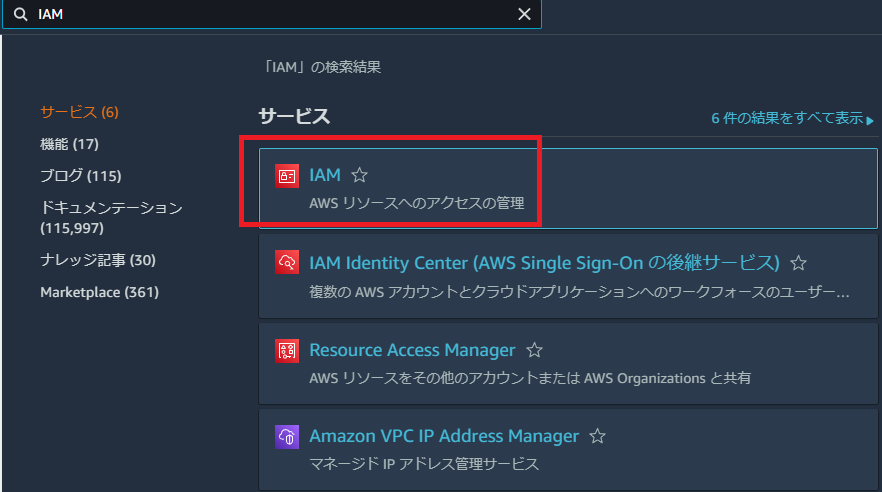 IAM
「IAM」の検索結果
サービス (6)
機能 (17)
ブログ (115)
ドキュメンテーション
(115,997)
ナレッジ記事 (30)
Marketplace (361)
サービス
6 件の結果をすべて表示
IAM
AWS リソースへのアクセスの管理
IAM Identity Center (AWS Single Sign-On の後継サービス)
複数の AWS アカウントとクラウドアプリケーションへのワークフォースのユーザー...
Resource Access Manager
AWS リソースをその他のアカウントまたは AWS Organizations と共有
Amazon VPC IP Address Manager
マネージド IP アドレス管理サービス